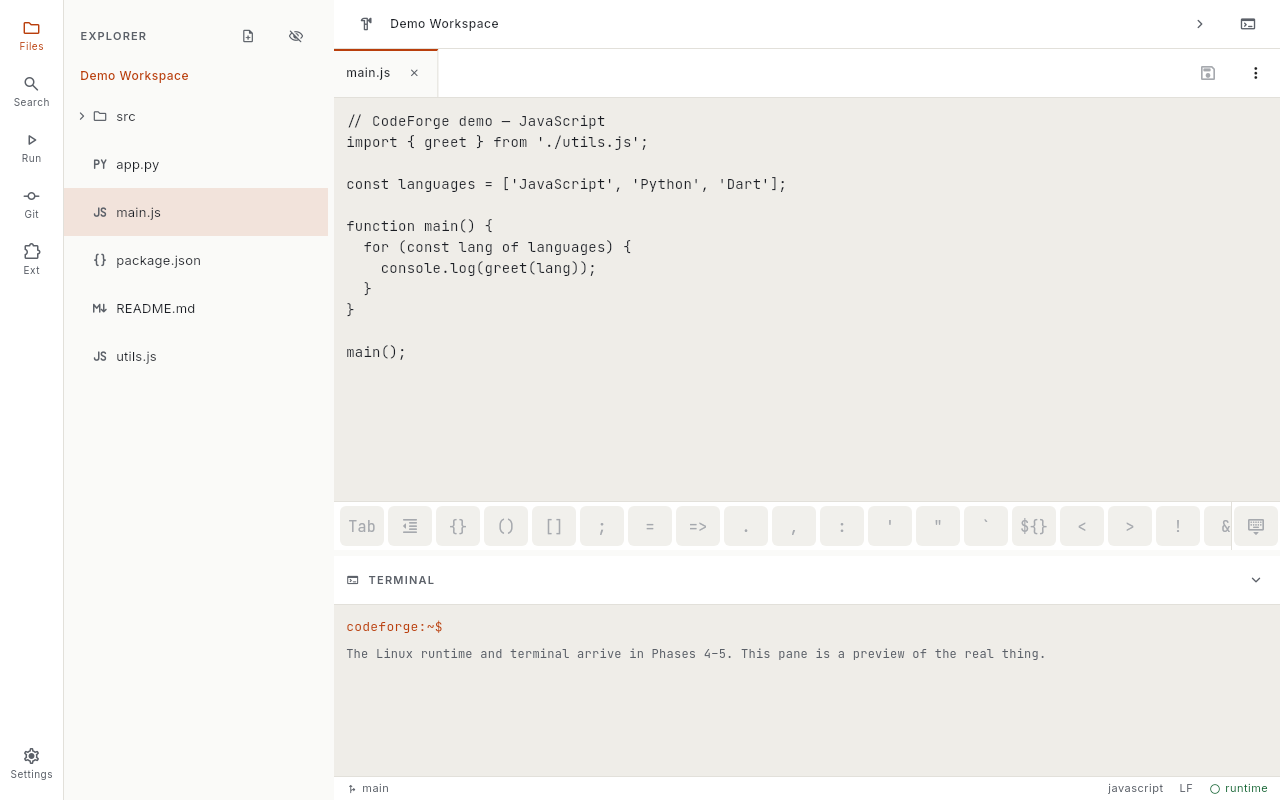 Files
Search
Run
Git
Ext
Settings
EXPLORER
Demo Workspace
src
PY app.py
JS main.js
{} package.json
M↓ README.md
JS utils.js
Demo Workspace
main.js ×
// CodeForge demo — JavaScript
import { greet } from './utils.js';
const languages = ['JavaScript', 'Python', 'Dart'];
function main() {
  for (const lang of languages) {
    console.log(greet(lang));
  }
}
main();
Tab {} () [] ; = => . , : ' " ` ${} < > ! &
TERMINAL
codeforge:~$
The Linux runtime and terminal arrive in Phases 4–5. This pane is a preview of the real thing.
main
javascript LF runtime